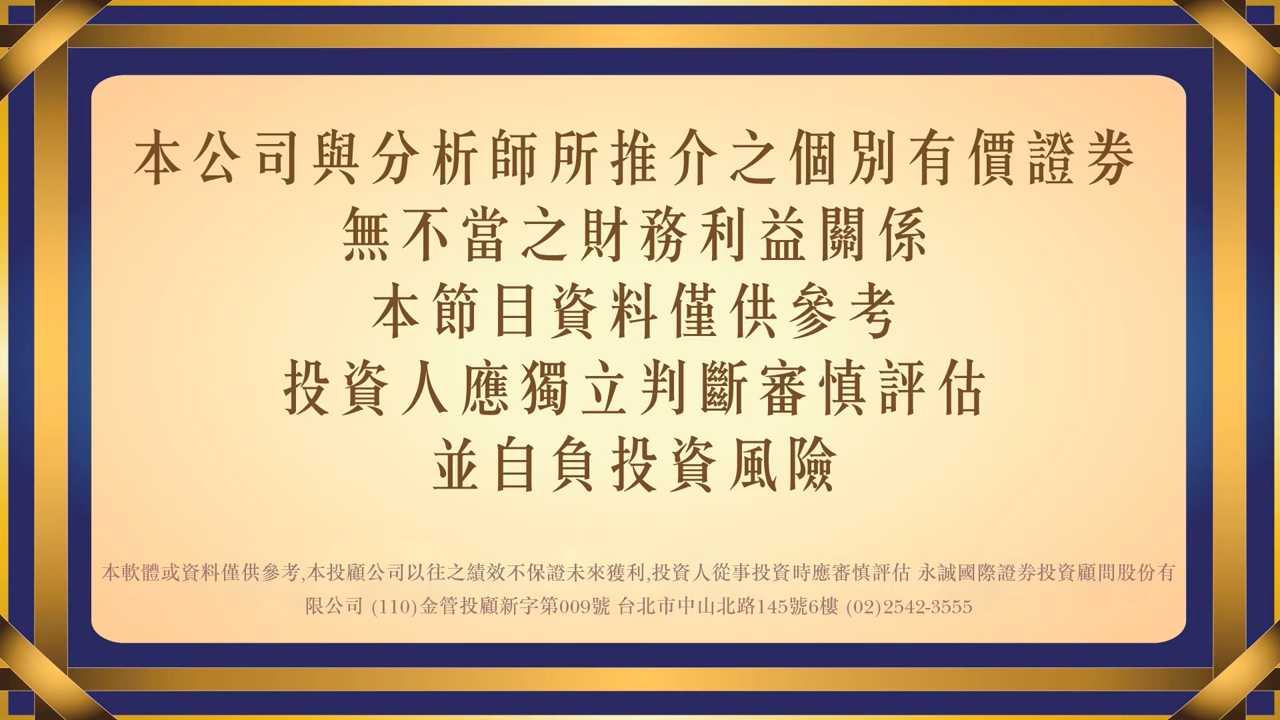 本公司與分析師所推介之個別有價證券
無不當之財務利益關係
本節目資料僅供參考
投資人應獨立判斷審慎評估
並自負投資風險
本軟體或資料僅供參考,本投顧公司以往之績效不保證未來獲利,投資人從事投資時應審慎評估 永誠國際證券投資顧問股份有
限公司 (110)金管投顧新字第009號 台北市中山北路145號6樓 (02)2542-3555